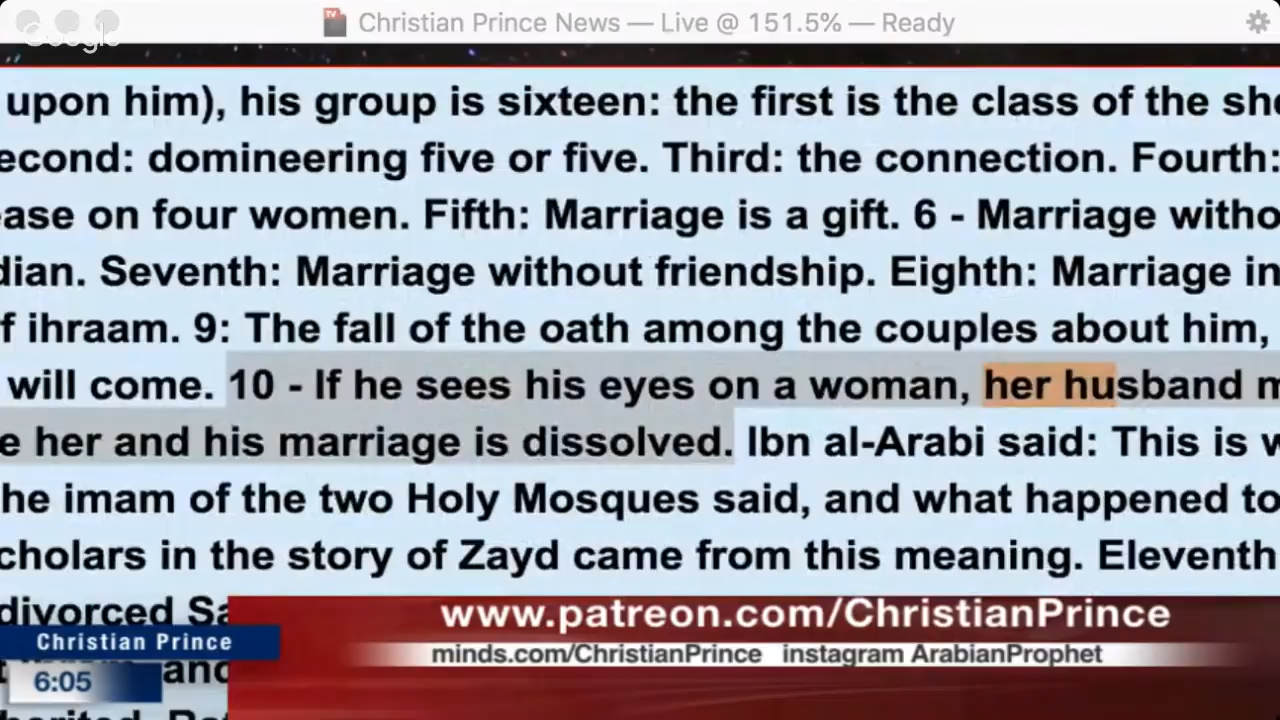 Google
Christian Prince News — Live @ 151.5% — Ready
upon him), his group is sixteen: the first is the class of the
econd: domineering five or five. Third: the connection. Fourth:
ease on four women. Fifth: Marriage is a gift. 6 - Marriage witho
dian. Seventh: Marriage without friendship. Eighth: Marriage in
f ihraam. 9: The fall of the oath among the couples about him,
will come. 10 - If he sees his eyes on a woman, her husband m
e her and his marriage is dissolved. Ibn al-Arabi said: This is w
he imam of the two Holy Mosques said, and what happened to
cholars in the story of Zayd came from this meaning. Eleventh
divorced Sa
www.patreon.com/ChristianPrince
Christian Prince
minds.com/ChristianPrince instagram ArabianProphet
6:05
and